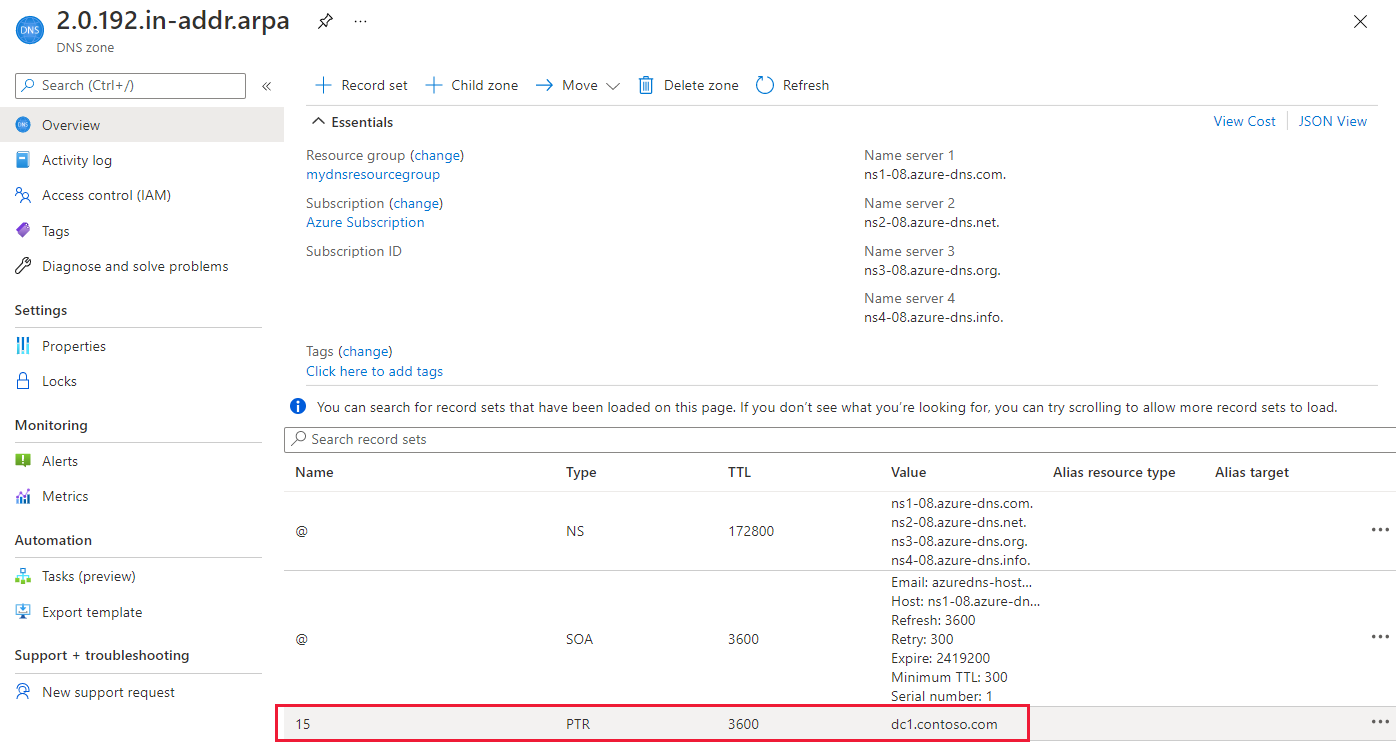 DNS
2.0.192.in-addr.arpa
...
DNS zone
Search (Ctrl+/)
«
Record set
Child zone
Move
Delete zone
Refresh
DNS
Overview
Activity log
Access control (IAM)
Tags
Diagnose and solve problems
Settings
Properties
Locks
Monitoring
Alerts
Metrics
Automation
Tasks (preview)
Export template
Support + troubleshooting
New support request
Essentials
View Cost
JSON View
Resource group (change)
mydnsresourcegroup
Subscription (change)
Azure Subscription
Subscription ID
Name server 1
ns1-08.azure-dns.com.
Name server 2
ns2-08.azure-dns.net.
Name server 3
ns3-08.azure-dns.org.
Name server 4
ns4-08.azure-dns.info.
Tags (change)
Click here to add tags
You can search for record sets that have been loaded on this page. If you don't see what you're looking for, you can try scrolling to allow more record sets to load.
Search record sets
Name Type TTL Value Alias resource type Alias target
@ NS 172800
ns1-08.azure-dns.com.
ns2-08.azure-dns.net.
ns3-08.azure-dns.org.
ns4-08.azure-dns.info.
@ SOA 3600
Email: azuredns-host...
Host: ns1-08.azure-dn...
Refresh: 3600
Retry: 300
Expire: 2419200
Minimum TTL: 300
Serial number: 1
15 PTR 3600 dc1.contoso.com